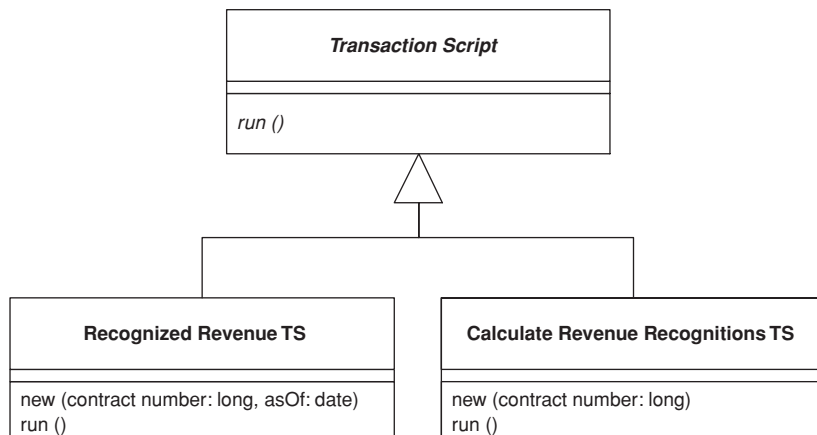 Transaction Script
run ()
Recognized Revenue TS
new (contract number: long, asOf: date)
run ()
Calculate Revenue Recognitions TS
new (contract number: long)
run ()